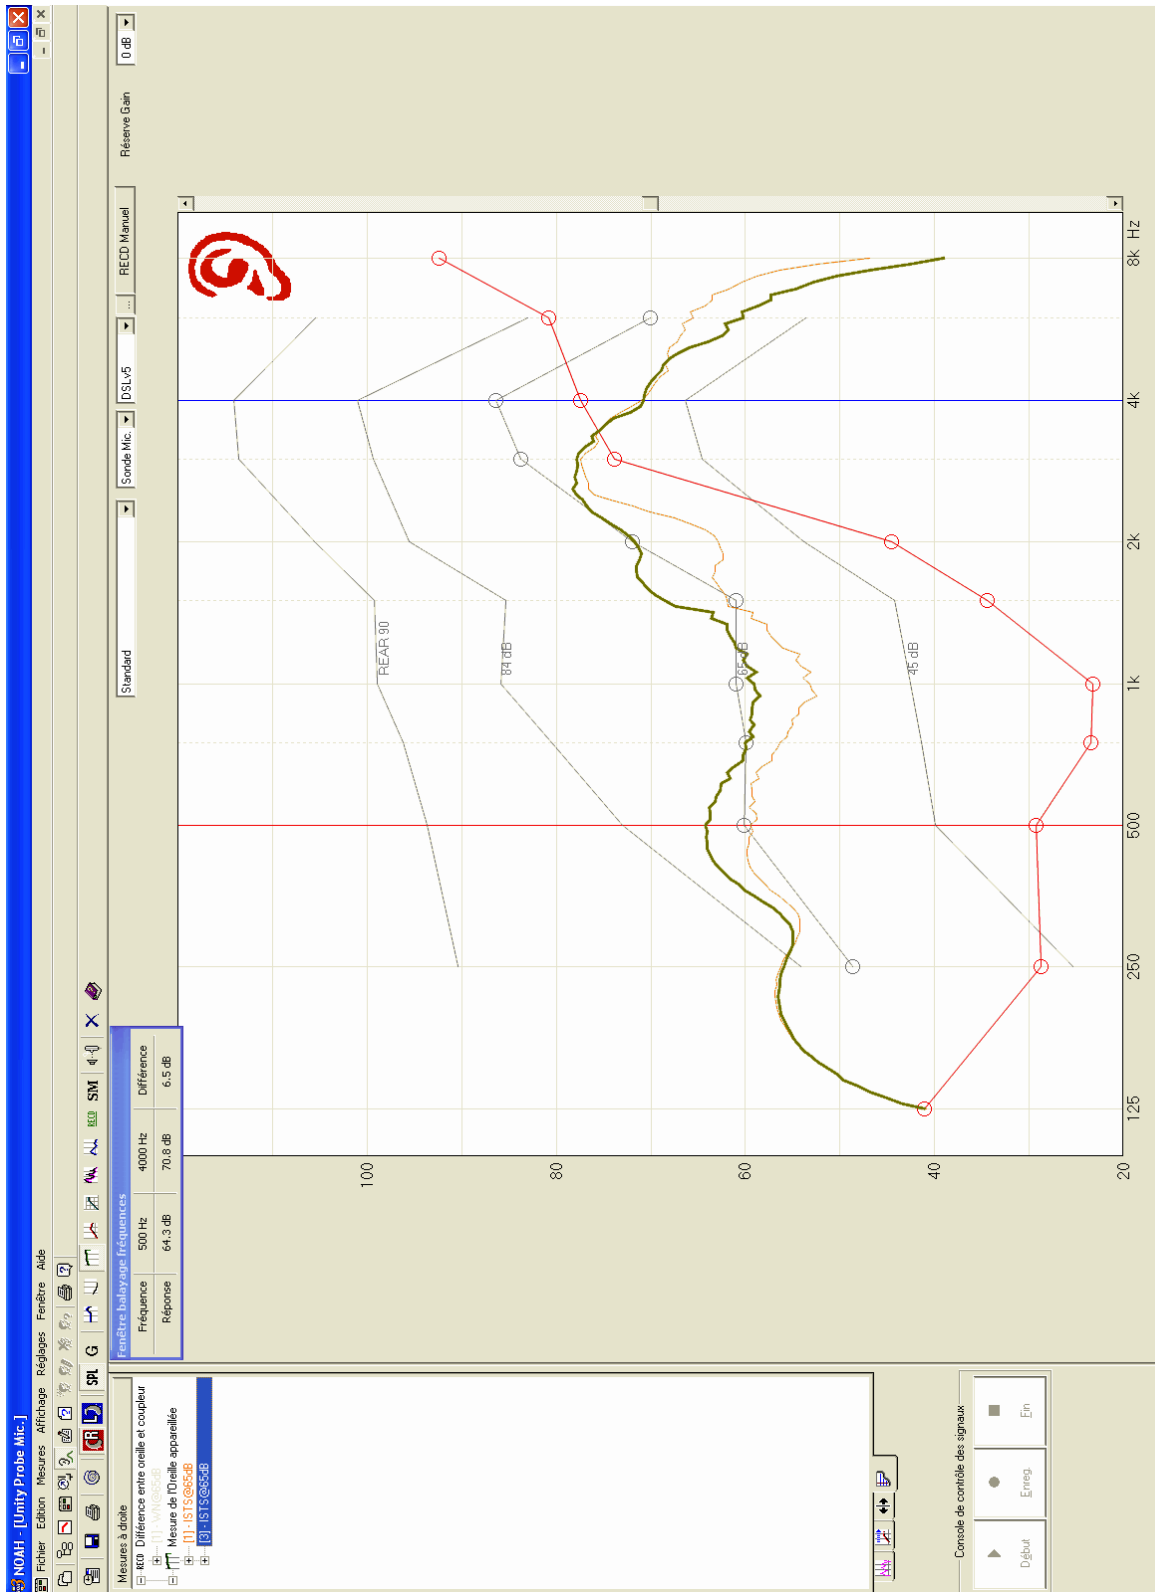 NOAH - [Unity Probe Mic.]
Fichier Edition Mesures Affichage Réglages Fenêtre Aide
SPL G RECD SM
Mesures à droite
RECD Différence entre oreille et coupleur
[1] - WN@65dB
Mesure de l'Oreille appareillée
[1] - ISTS@65dB
[3] - ISTS@65dB
Console de contrôle des signaux
Début Enreg. Fin
Fenêtre balayage fréquences
Fréquence 500 Hz 4000 Hz Différence
Réponse 64.3 dB 70.8 dB 6.5 dB
Standard Sonde Mic. DSLv5 ... RECD Manuel Réserve Gain 0 dB
REAR 90
84 dB
65 dB
45 dB
100
80
60
40
20
125 250 500 1K 2K 4K 8K Hz